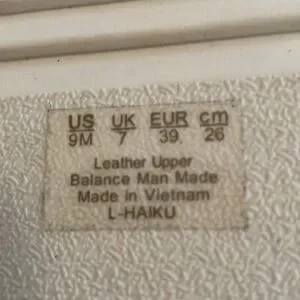 US UK EUR cm
9M 7 39 26
Leather Upper
Balance Man Made
Made in Vietnam
L-HAIKU